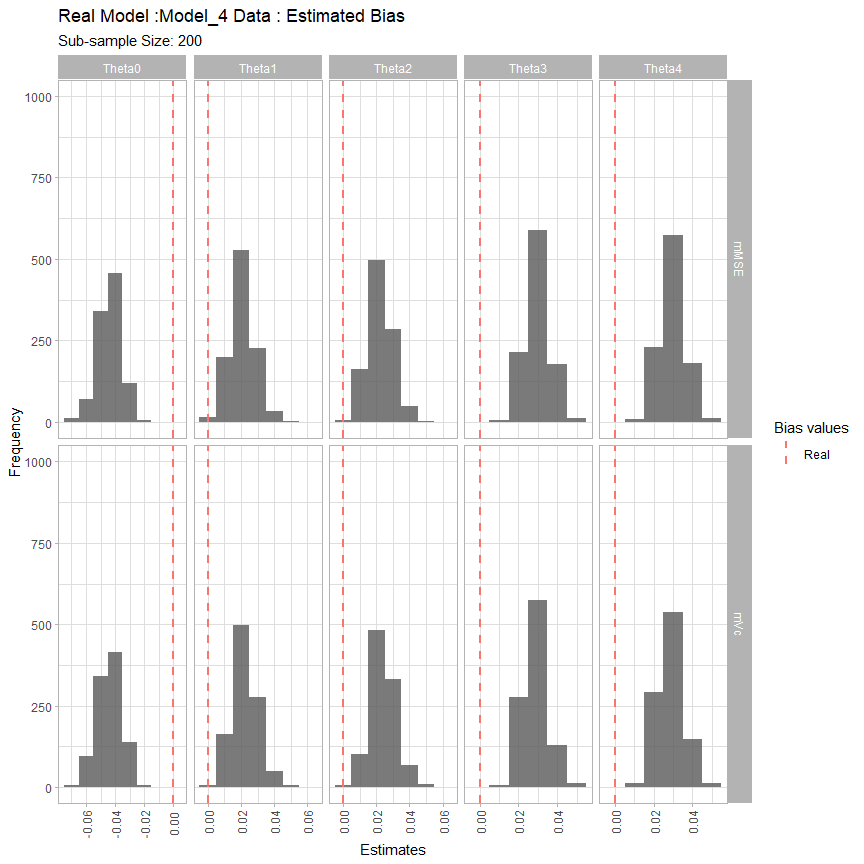 Real Model :Model_4 Data : Estimated Bias
Sub-sample Size: 200
Theta0 Theta1 Theta2 Theta3 Theta4
1000
750
500
250
0
mMSE
1000
750
500
250
0
mVc
Frequency
-0.06 -0.04 -0.02 0.00 0.00 0.02 0.04 0.06 0.00 0.02 0.04 0.06 0.00 0.02 0.04 0.00 0.02 0.04
Estimates
Bias values
Real